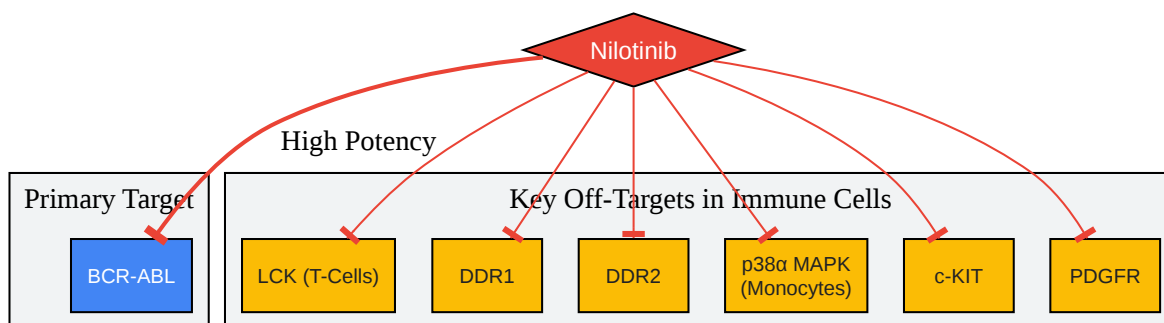 Nilotinib
High Potency
Primary Target
Key Off-Targets in Immune Cells
BCR-ABL
LCK (T-Cells)
DDR1
DDR2
p38α MAPK
(Monocytes)
c-KIT
PDGFR